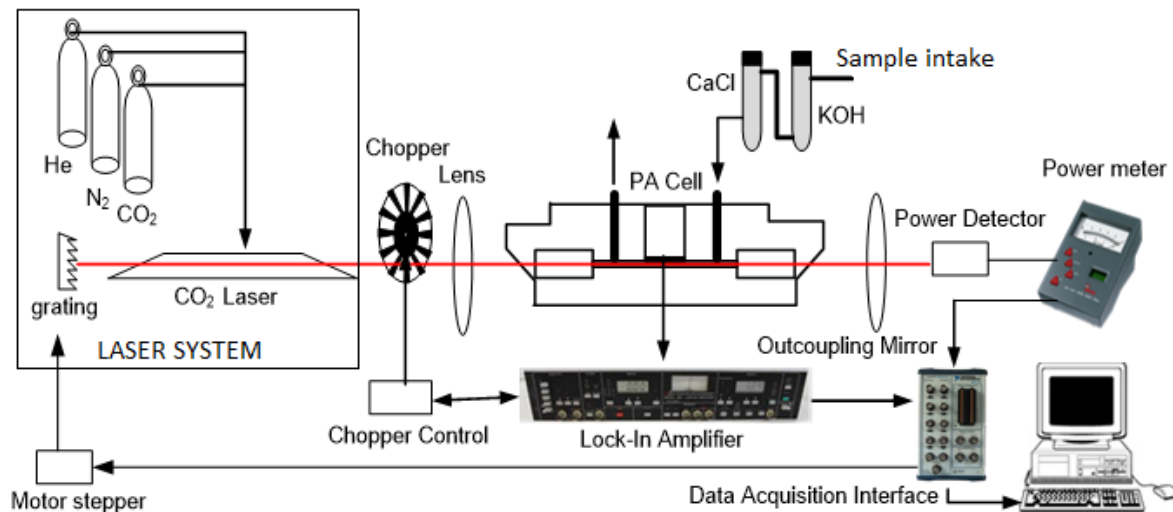 Sample intake
CaCl
KOH
He
N₂
CO₂
Chopper
Lens
PA Cell
Power meter
Power Detector
grating
CO₂ Laser
LASER SYSTEM
Outcoupling Mirror
Chopper Control
Lock-In Amplifier
Motor stepper
Data Acquisition Interface